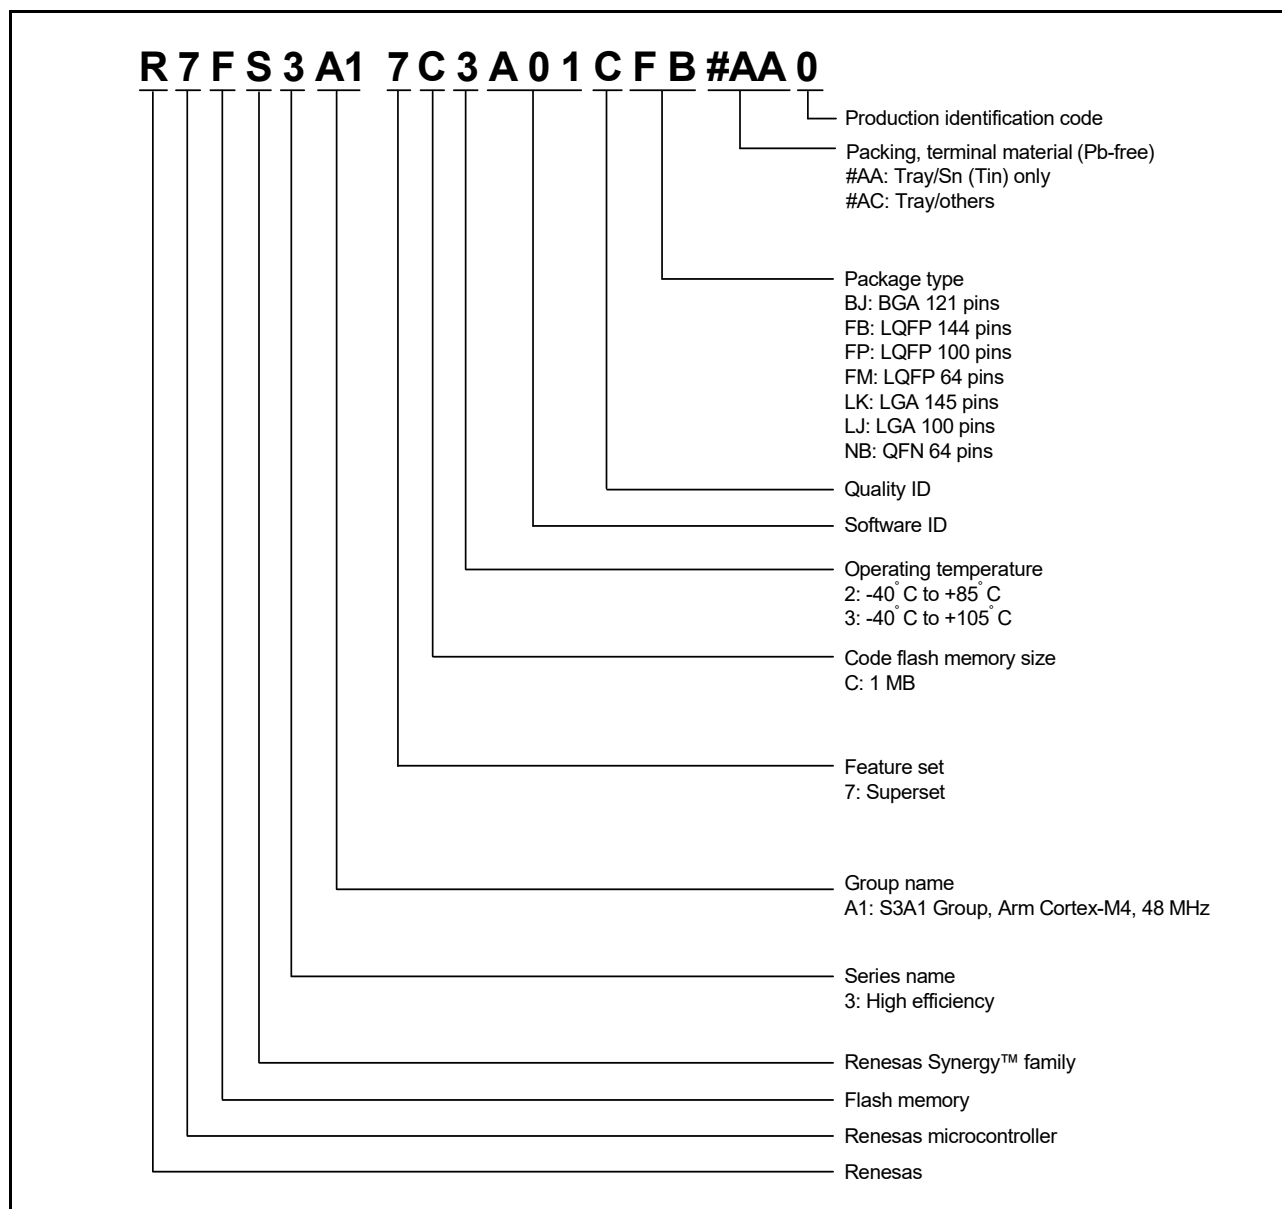 R 7 F S 3 A1 7 C 3 A 0 1 C F B #AA 0
Production identification code
Packing, terminal material (Pb-free)
#AA: Tray/Sn (Tin) only
#AC: Tray/others
Package type
BJ: BGA 121 pins
FB: LQFP 144 pins
FP: LQFP 100 pins
FM: LQFP 64 pins
LK: LGA 145 pins
LJ: LGA 100 pins
NB: QFN 64 pins
Quality ID
Software ID
Operating temperature
2: -40° C to +85° C
3: -40° C to +105° C
Code flash memory size
C: 1 MB
Feature set
7: Superset
Group name
A1: S3A1 Group, Arm Cortex-M4, 48 MHz
Series name
3: High efficiency
Renesas Synergy™ family
Flash memory
Renesas microcontroller
Renesas